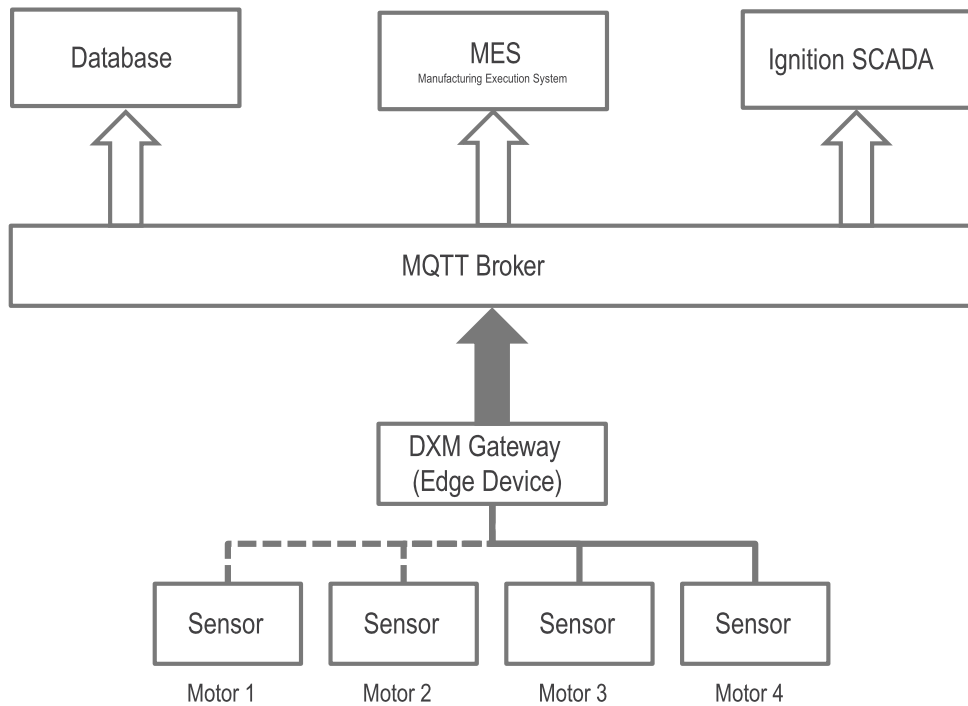 Database
MES
Manufacturing Execution System
Ignition SCADA
MQTT Broker
DXM Gateway
(Edge Device)
Sensor
Sensor
Sensor
Sensor
Motor 1
Motor 2
Motor 3
Motor 4